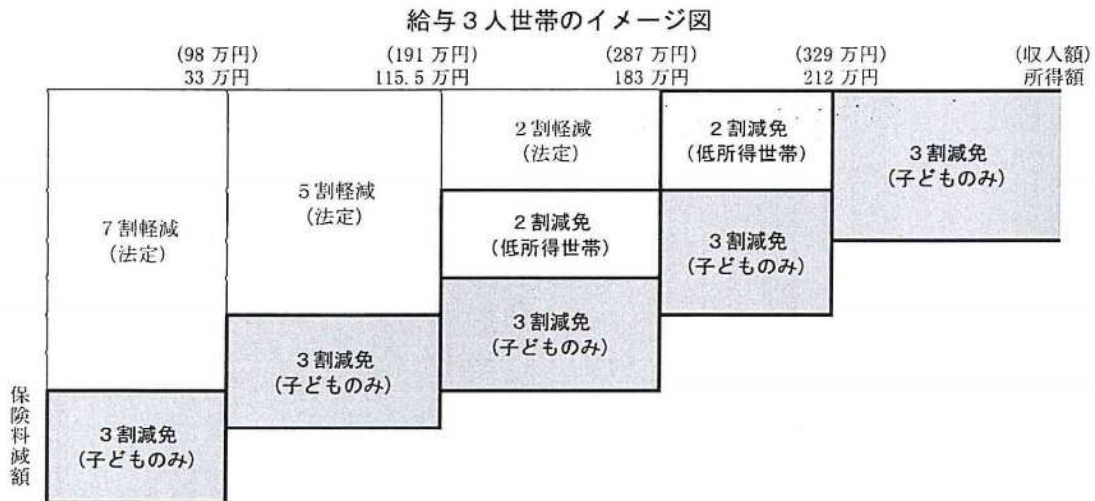 給与３人世帯のイメージ図
(98 万円) (191 万円) (287 万円) (329 万円) (収入額)
33 万円 115.5 万円 183 万円 212 万円 所得額
２割軽減
(法定)
２割減免
(低所得世帯)
３割減免
(子どものみ)
５割軽減
(法定)
７割軽減
(法定)
２割減免
(低所得世帯)
３割減免
(子どものみ)
３割減免
(子どものみ)
３割減免
(子どものみ)
３割減免
(子どものみ)
保険料減額